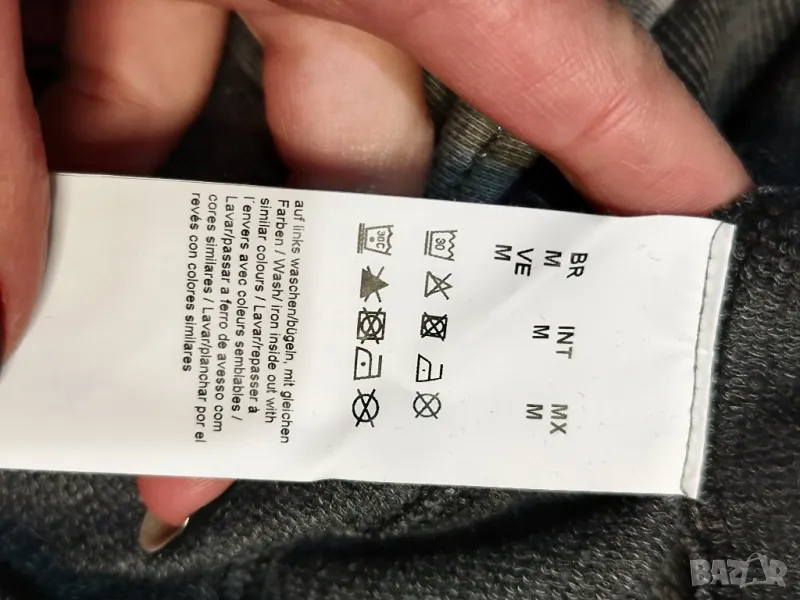 BR INT MX
M M M
VE
M
30
30C
auf links waschen/bügeln, mit gleichen
Farben / Wash/ iron inside out with
similar colours / Lavar/repasser à
l'envers avec coleurs semblables /
Lavar/passar a ferro de avesso com
cores similares / Lavar/planchar por el
revés con colores similares
BAZAR